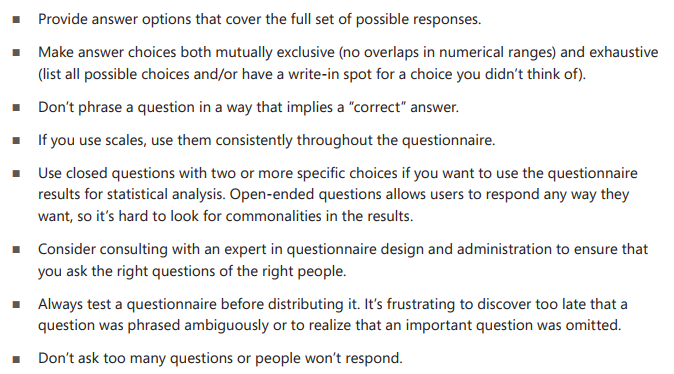 ▪ Provide answer options that cover the full set of possible responses.
▪ Make answer choices both mutually exclusive (no overlaps in numerical ranges) and exhaustive
(list all possible choices and/or have a write-in spot for a choice you didn’t think of).
▪ Don’t phrase a question in a way that implies a “correct” answer.
▪ If you use scales, use them consistently throughout the questionnaire.
▪ Use closed questions with two or more specific choices if you want to use the questionnaire
results for statistical analysis. Open-ended questions allows users to respond any way they
want, so it’s hard to look for commonalities in the results.
▪ Consider consulting with an expert in questionnaire design and administration to ensure that
you ask the right questions of the right people.
▪ Always test a questionnaire before distributing it. It’s frustrating to discover too late that a
question was phrased ambiguously or to realize that an important question was omitted.
▪ Don’t ask too many questions or people won’t respond.